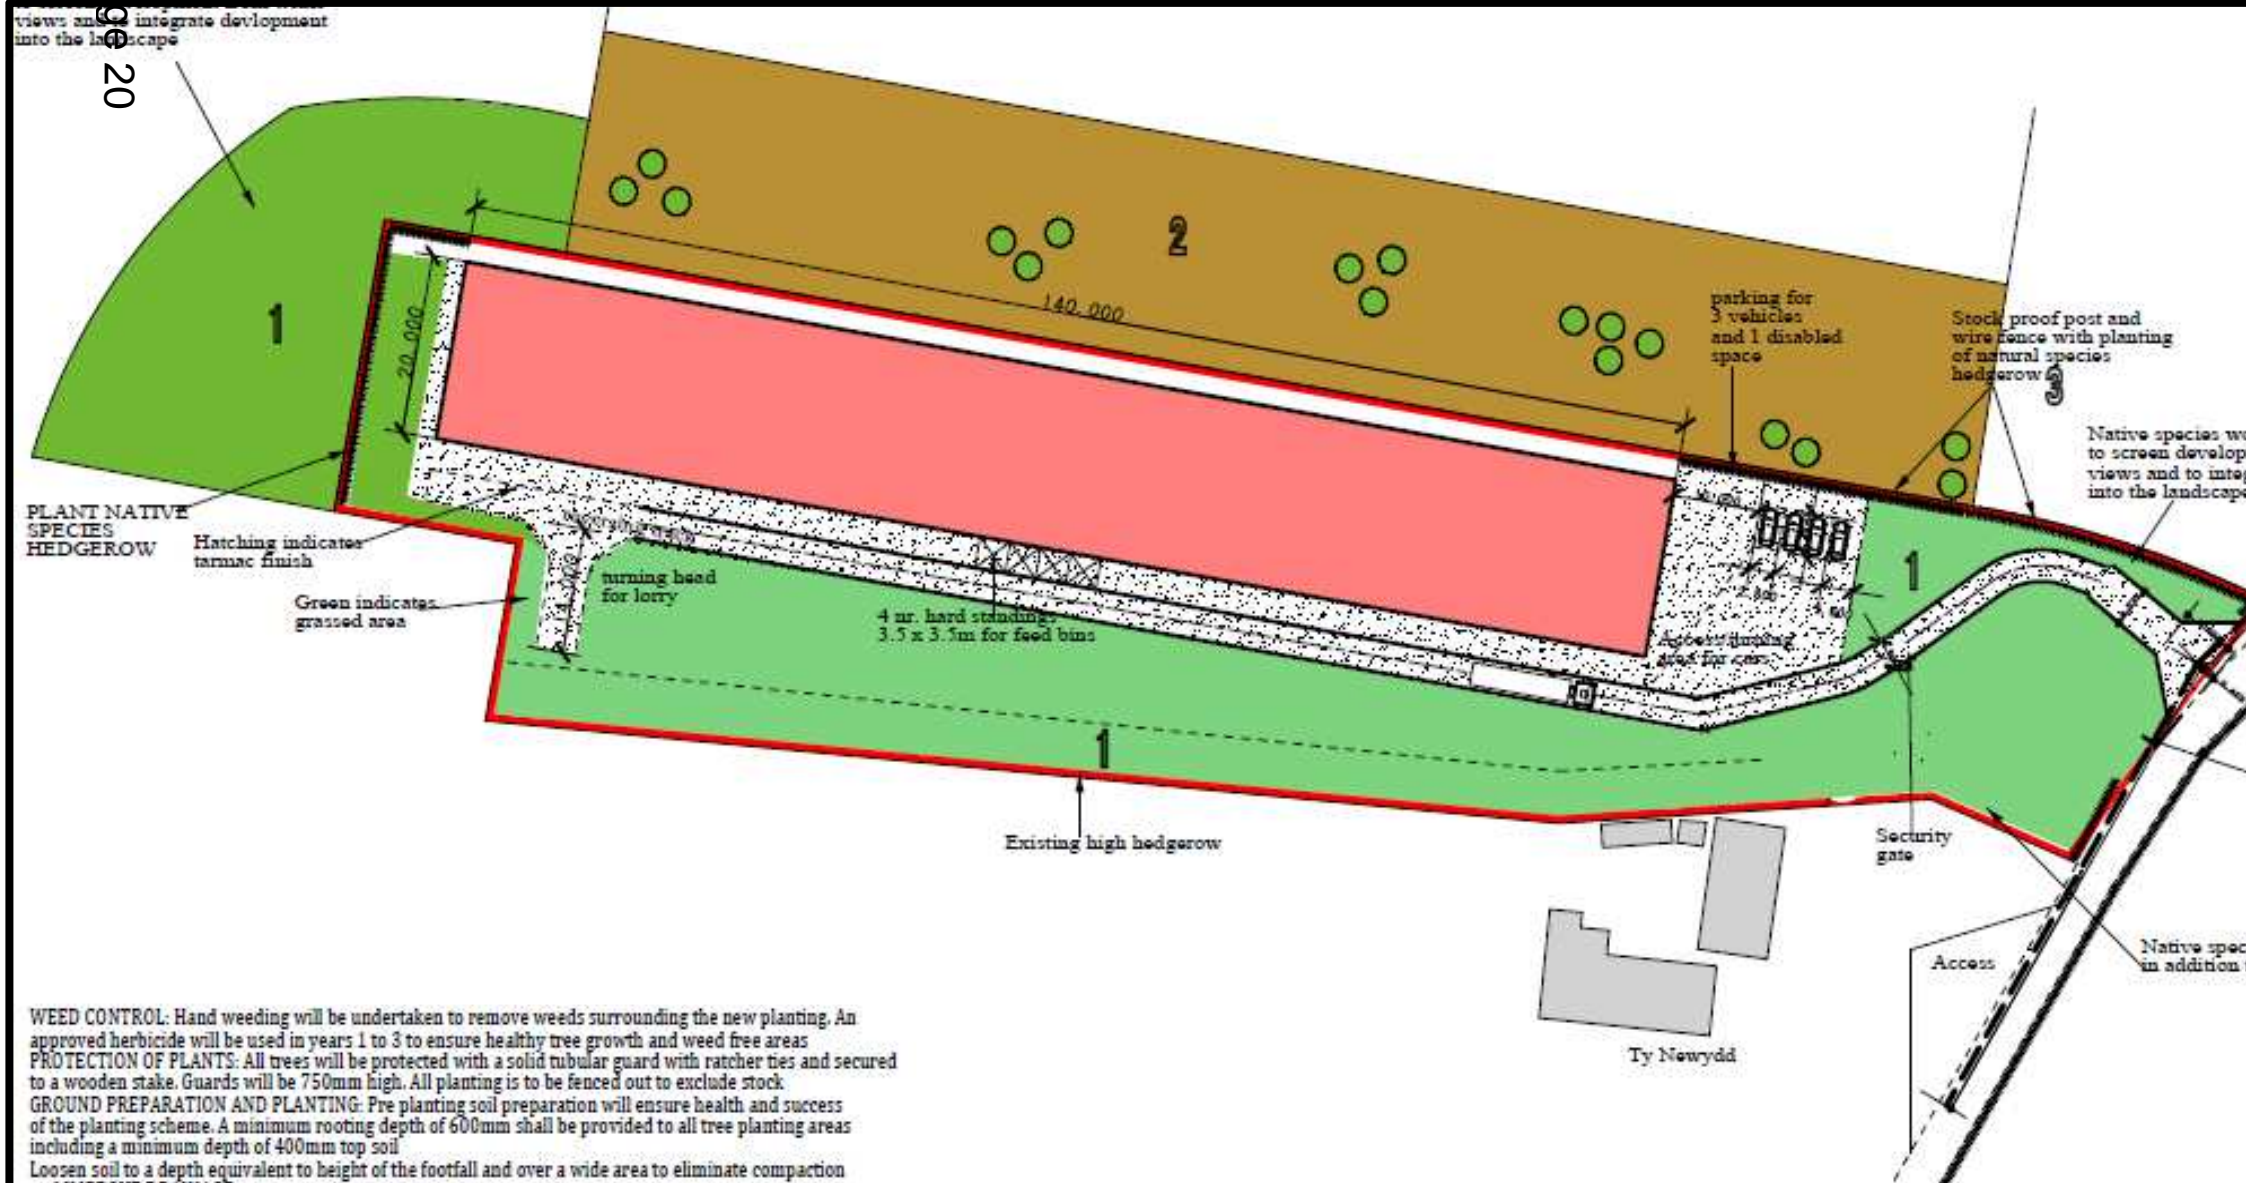 views and to integrate devlopment
into the landscape
ge 20
1
2
140.000
20.000
parking for
3 vehicles
and 1 disabled
space
Stock proof post and
wire fence with planting
of natural species
hedgerow
3
Native species wo
to screen develop
views and to integ
into the landscape
PLANT NATIVE
SPECIES
HEDGEROW
Hatching indicates
tarmac finish
Green indicates
grassed area
turning head
for lorry
4 nr. hard standings
3.5 x 3.5m for feed bins
Access turning
area for cars
1
1
Existing high hedgerow
Security
gate
Access
Native spec
in addition
Ty Newydd
WEED CONTROL: Hand weeding will be undertaken to remove weeds surrounding the new planting. An
approved herbicide will be used in years 1 to 3 to ensure healthy tree growth and weed free areas
PROTECTION OF PLANTS: All trees will be protected with a solid tubular guard with ratcher ties and secured
to a wooden stake. Guards will be 750mm high. All planting is to be fenced out to exclude stock
GROUND PREPARATION AND PLANTING: Pre planting soil preparation will ensure health and success
of the planting scheme. A minimum rooting depth of 600mm shall be provided to all tree planting areas
including a minimum depth of 400mm top soil
Loosen soil to a depth equivalent to height of the footfall and over a wide area to eliminate compaction